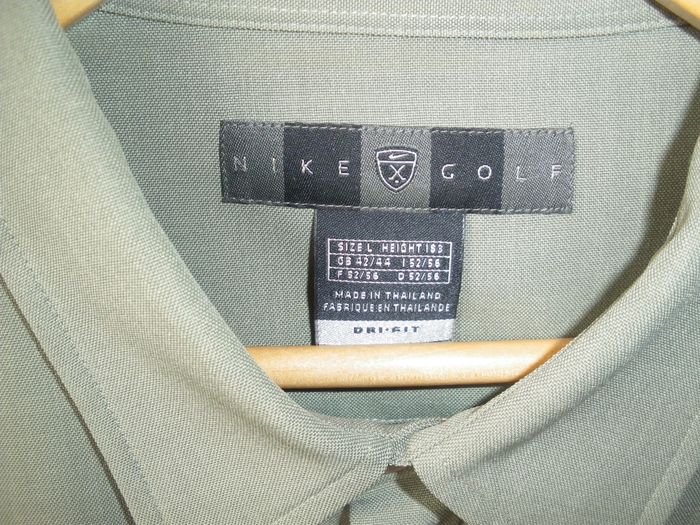 NIKE GOLF
SIZE L HEIGHT 183
GB 42/44 I 52/56
F 52/56 D 52/56
MADE IN THAILAND
FABRIQUE EN THAILANDE
DRI-FIT